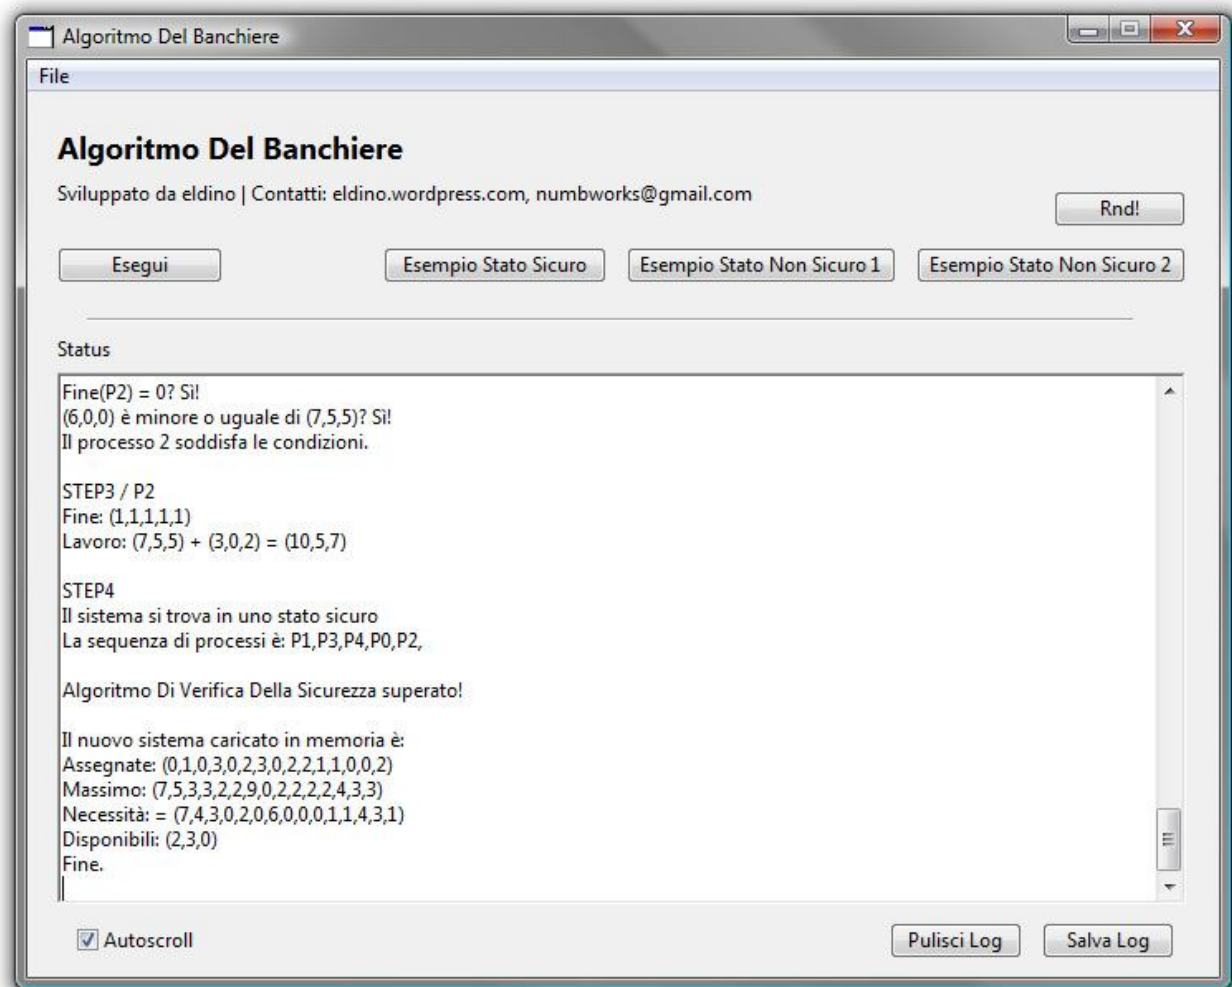 Algoritmo Del Banchiere
File
Algoritmo Del Banchiere
Sviluppato da eldino | Contatti: eldino.wordpress.com, numbworks@gmail.com
Rnd!
Esegui
Esempio Stato Sicuro
Esempio Stato Non Sicuro 1
Esempio Stato Non Sicuro 2
Status
Fine(P2) = 0? Sì!
(6,0,0) è minore o uguale di (7,5,5)? Sì!
Il processo 2 soddisfa le condizioni.
STEP3 / P2
Fine: (1,1,1,1,1)
Lavoro: (7,5,5) + (3,0,2) = (10,5,7)
STEP4
Il sistema si trova in uno stato sicuro
La sequenza di processi è: P1,P3,P4,P0,P2,
Algoritmo Di Verifica Della Sicurezza superato!
Il nuovo sistema caricato in memoria è:
Assegnate: (0,1,0,3,0,2,3,0,2,2,1,1,0,0,2)
Massimo: (7,5,3,3,2,2,9,0,2,2,2,2,4,3,3)
Necessità: = (7,4,3,0,2,0,6,0,0,0,1,1,4,3,1)
Disponibili: (2,3,0)
Fine.
Autoscroll
Pulisci Log
Salva Log